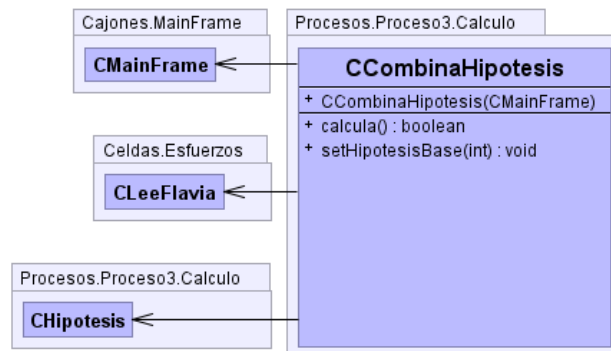 Cajones.MainFrame
CMainFrame
Celdas.Esfuerzos
CLeeFlavia
Procesos.Proceso3.Calculo
CHipotesis
Procesos.Proceso3.Calculo
CCombinaHipotesis
+ CCombinaHipotesis(CMainFrame)
+ calcula() : boolean
+ setHipotesisBase(int) : void